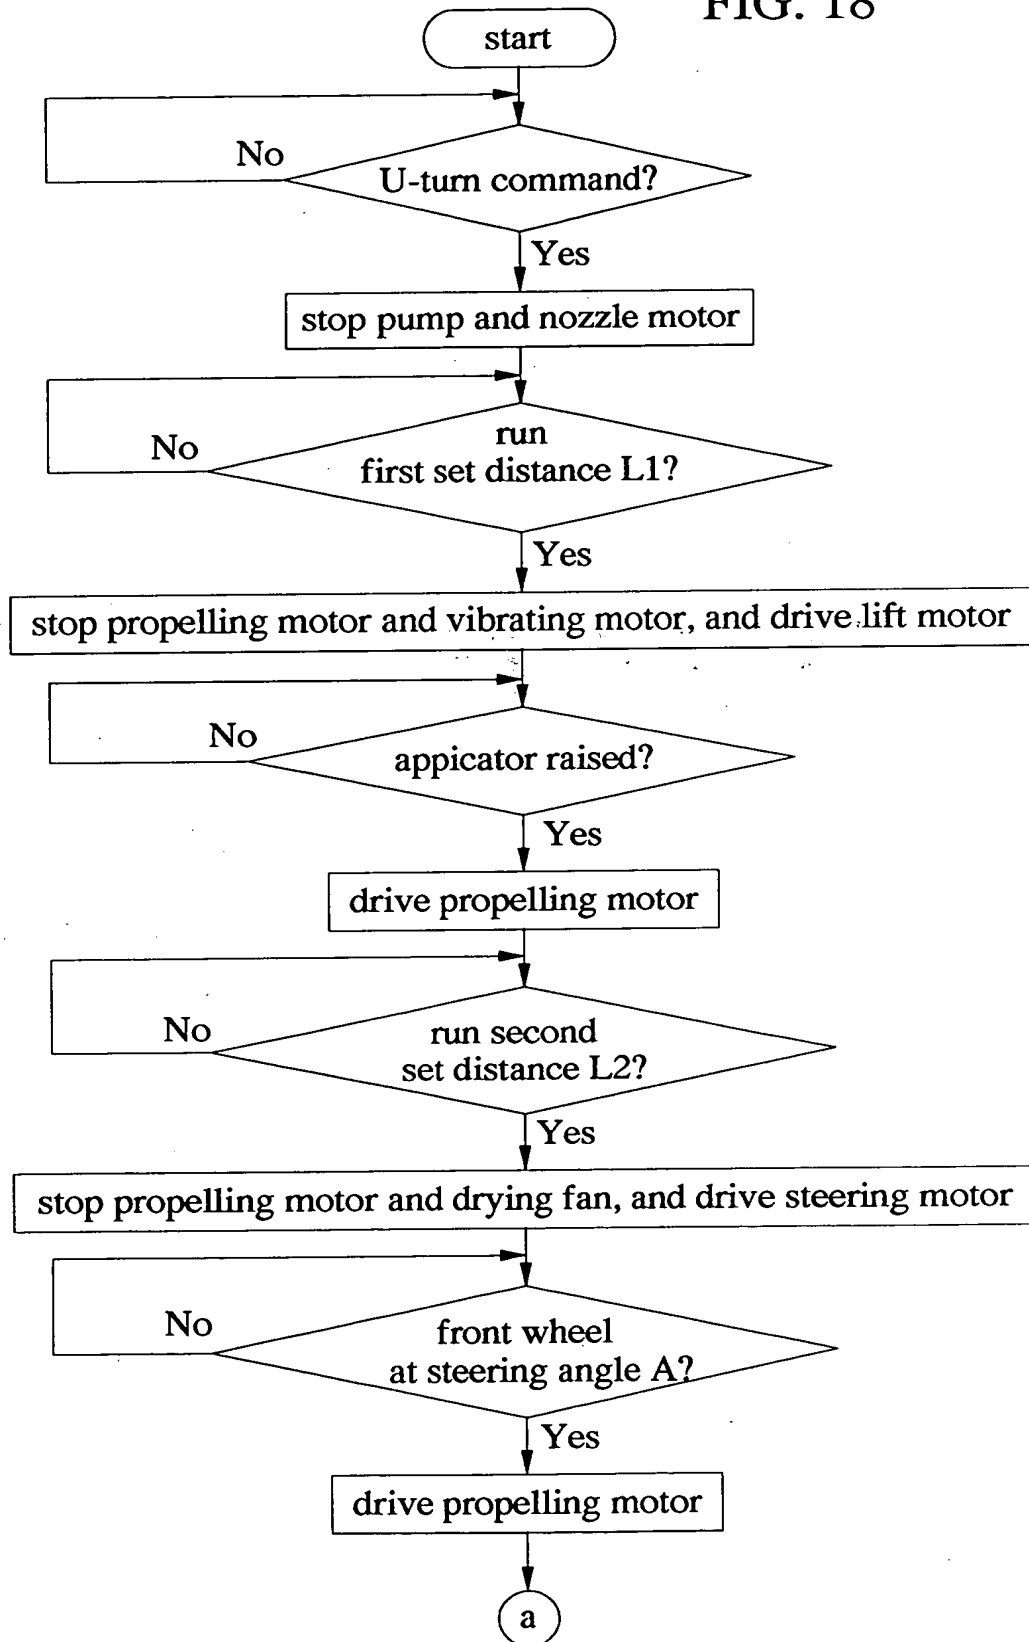 FIG. 18
start
No
U-turn command?
Yes
stop pump and nozzle motor
No
run
first set distance L1?
Yes
stop propelling motor and vibrating motor, and drive lift motor
No
appicator raised?
Yes
drive propelling motor
No
run second
set distance L2?
Yes
stop propelling motor and drying fan, and drive steering motor
No
front wheel
at steering angle A?
Yes
drive propelling motor
a